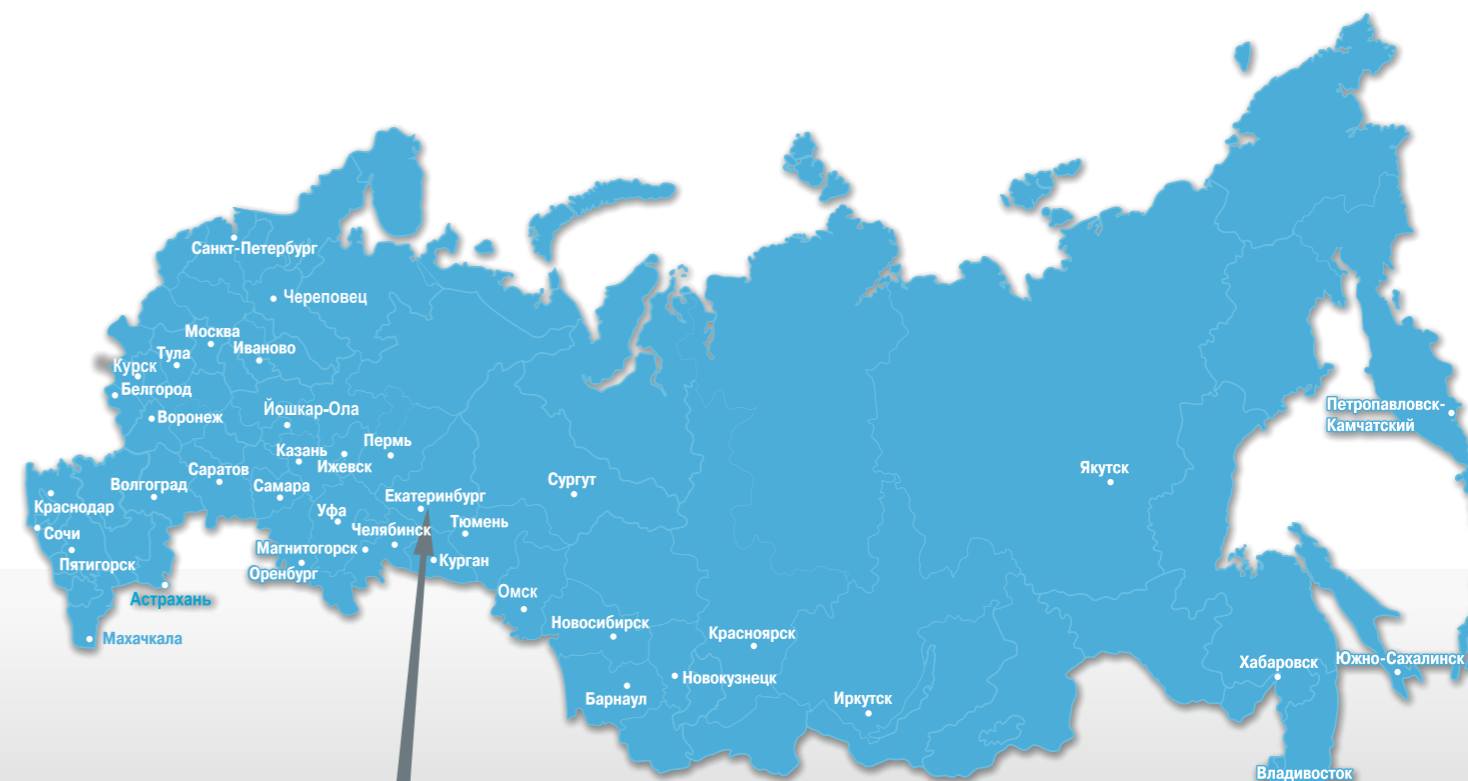 Санкт-Петербург
Череповец
Москва
Иваново
Тула
Курск
Белгород
Воронеж
Йошкар-Ола
Пермь
Казань
Ижевск
Саратов
Самара
Волгоград
Екатеринбург
Сургут
Якутск
Петропавловск-
Камчатский
Краснодар
Уфа
Тюмень
Челябинск
Сочи
Магнитогорск
Пятигорск
Курган
Оренбург
Астрахань
Омск
Махачкала
Новосибирск
Красноярск
Новокузнецк
Барнаул
Иркутск
Хабаровск
Южно-Сахалинск
Владивосток